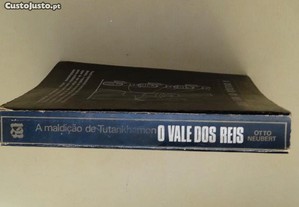 CustoJusto.pt
A maldição de Tutankhamon O VALE DOS REIS OTTO
NEUBERT